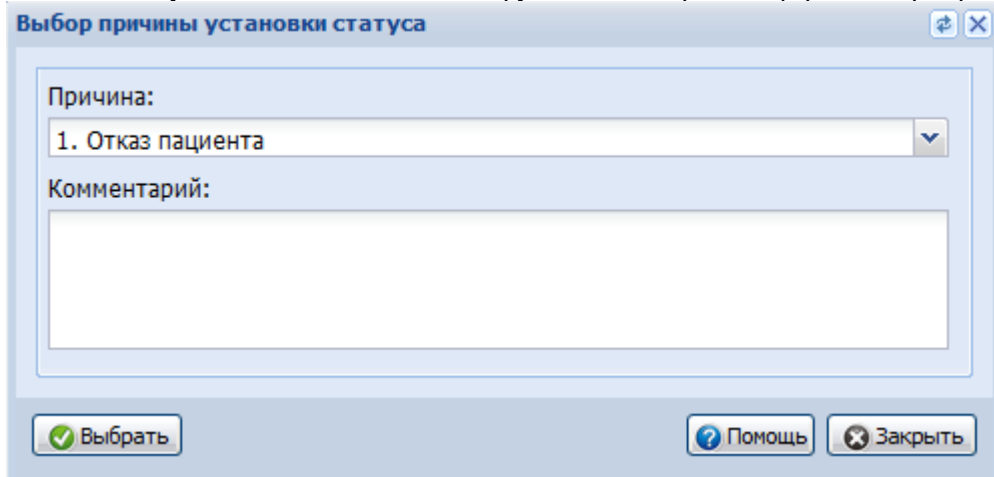 Выбор причины установки статуса
Причина:
1. Отказ пациента
Комментарий:
Выбрать
Помощь
Закрыть